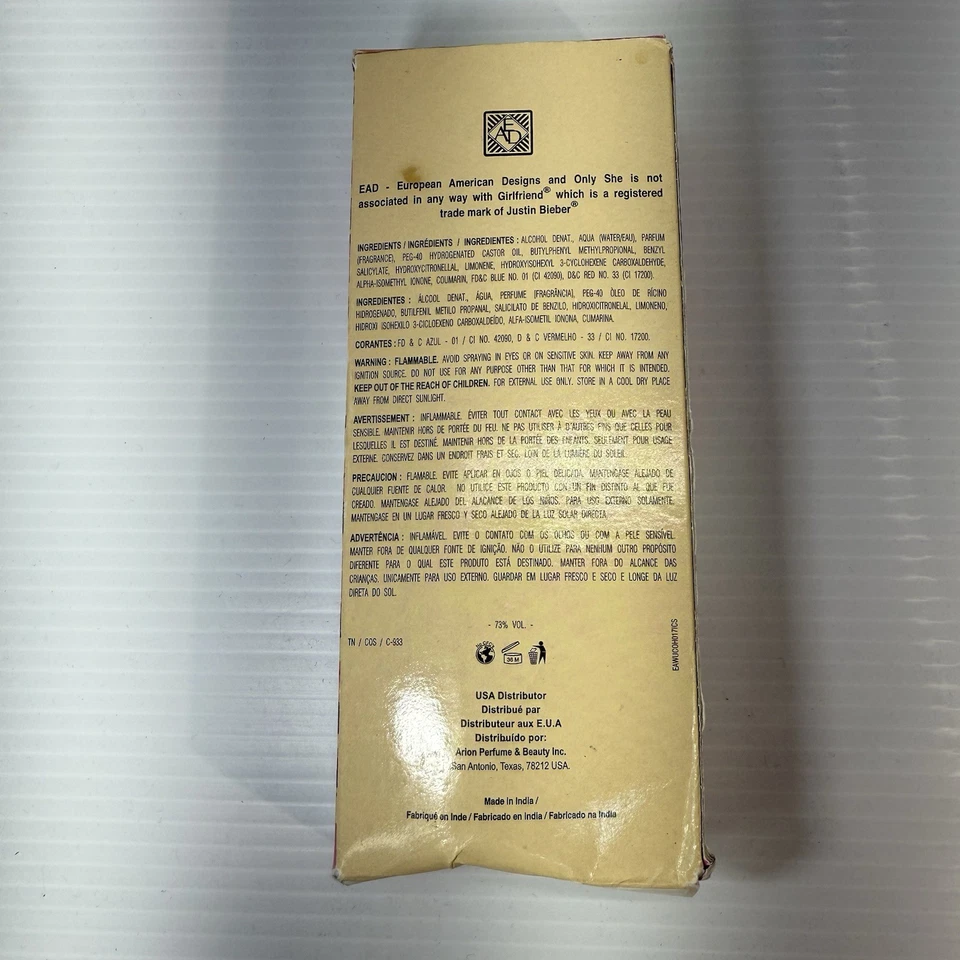 EAD
EAD - European American Designs and Only She is not
associated in any way with Girlfriend® which is a registered
trade mark of Justin Bieber®
INGREDIENTS / INGRÉDIENTS / INGREDIENTES : ALCOHOL DENAT., AQUA (WATER/EAU), PARFUM
(FRAGRANCE), PEG-40 HYDROGENATED CASTOR OIL, BUTYLPHENYL METHYLPROPIONAL, BENZYL
SALICYLATE, HYDROXYCITRONELLAL, LIMONENE, HYDROXYISOHEXYL 3-CYCLOHEXENE CARBOXALDEHYDE,
ALPHA-ISOMETHYL IONONE, COUMARIN, FD&C BLUE NO. 01 (CI 42090), D&C RED NO. 33 (CI 17200).
INGREDIENTES : ÁLCOOL DENAT., ÁGUA, PERFUME [FRAGRÂNCIA], PEG-40 ÓLEO DE RÍCINO
HIDROGENADO, BUTILFENIL METILO PROPANAL, SALICILATO DE BENZILO, HIDROXICITRONELAL, LIMONENO,
HIDROXI ISOHEXILO 3-CICLOEXENO CARBOXALDEÍDO, ALFA-ISOMETIL IONONA, CUMARINA.
CORANTES : FD & C AZUL - 01 / CI NO. 42090, D & C VERMELHO - 33 / CI NO. 17200.
WARNING : FLAMMABLE. AVOID SPRAYING IN EYES OR ON SENSITIVE SKIN. KEEP AWAY FROM ANY
IGNITION SOURCE. DO NOT USE FOR ANY PURPOSE OTHER THAN THAT FOR WHICH IT IS INTENDED.
KEEP OUT OF THE REACH OF CHILDREN. FOR EXTERNAL USE ONLY. STORE IN A COOL DRY PLACE
AWAY FROM DIRECT SUNLIGHT.
AVERTISSEMENT : INFLAMMABLE. ÉVITER TOUT CONTACT AVEC LES YEUX OU AVEC LA PEAU
SENSIBLE. MAINTENIR HORS DE PORTÉE DU FEU. NE PAS UTILISER À D'AUTRES FINS QUE CELLES POUR
LESQUELLES IL EST DESTINÉ. MAINTENIR HORS DE LA PORTÉE DES ENFANTS. SEULEMENT POUR USAGE
EXTERNE. CONSERVEZ DANS UN ENDROIT FRAIS ET SEC. LOIN DE LA LUMIÈRE DU SOLEIL.
PRECAUCION : FLAMABLE. EVITE APLICAR EN OJOS O PIEL DELICADA. MANTENGASE ALEJADO DE
CUALQUIER FUENTE DE CALOR. NO UTILICE ESTE PRODUCTO CON UN FIN DISTINTO AL QUE FUE
CREADO. MANTENGASE ALEJADO DEL ALACANCE DE LOS NIÑOS. PARA USO EXTERNO SOLAMENTE.
MANTENGASE EN UN LUGAR FRESCO Y SECO ALEJADO DE LA LUZ SOLAR DIRECTA.
ADVERTÊNCIA : INFLAMÁVEL. EVITE O CONTATO COM OS OLHOS OU COM A PELE SENSÍVEL.
MANTER FORA DE QUALQUER FONTE DE IGNIÇÃO. NÃO O UTILIZE PARA NENHUM OUTRO PROPÓSITO
DIFERENTE PARA O QUAL ESTE PRODUTO ESTÁ DESTINADO. MANTER FORA DO ALCANCE DAS
CRIANÇAS. UNICAMENTE PARA USO EXTERNO. GUARDAR EM LUGAR FRESCO E SECO E LONGE DA LUZ
DIRETA DO SOL.
- 73% VOL. -
TN / COS / C-933
36 M
EAWUCOH017ICS
USA Distributor
Distribué par
Distributeur aux E.U.A
Distribuído por:
Arion Perfume & Beauty Inc.
San Antonio, Texas, 78212 USA.
Made in India /
Fabriqué en Inde / Fabricado en India / Fabricado na India